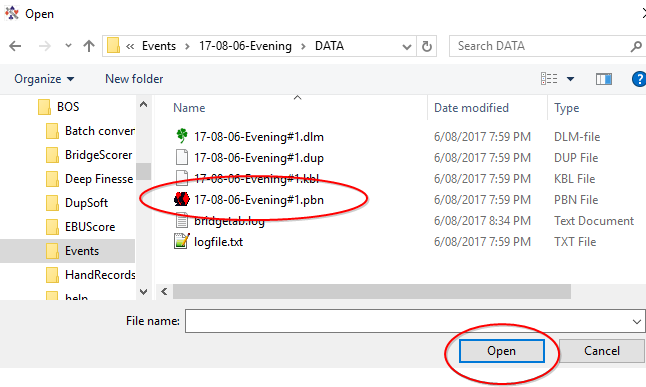 Open
Events 17-08-06-Evening DATA Search DATA
Organize New folder
BOS
Batch conver
BridgeScorer
Deep Finesse
DupSoft
EBUScore
Events
HandRecords
help
Name Date modified Type
17-08-06-Evening#1.dlm 6/08/2017 7:59 PM DLM-file
17-08-06-Evening#1.dup 6/08/2017 7:59 PM DUP File
17-08-06-Evening#1.kbl 6/08/2017 7:59 PM KBL File
17-08-06-Evening#1.pbn 6/08/2017 7:59 PM PBN File
bridgetab.log 6/08/2017 8:34 PM Text Document
logfile.txt 6/08/2017 7:59 PM TXT File
File name:
Open Cancel